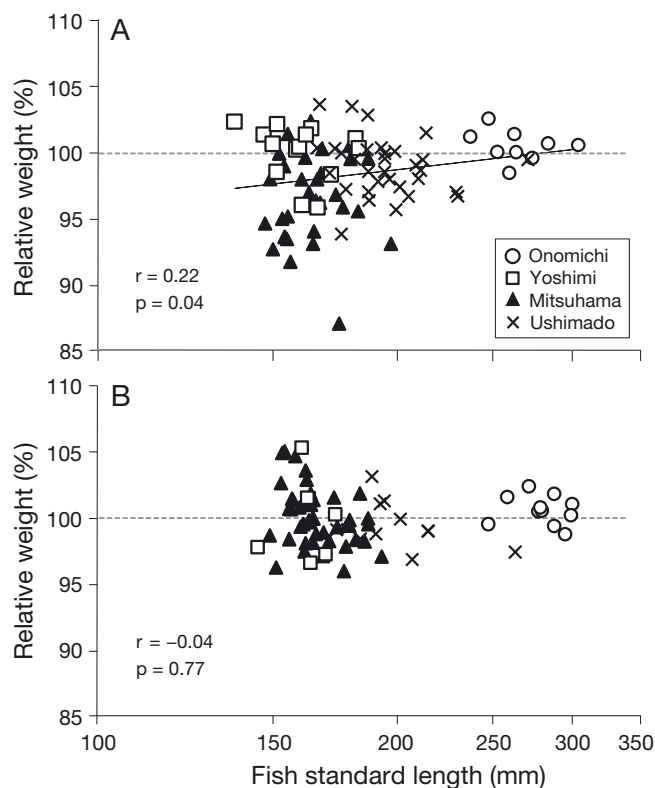 A
110
105
100
95
90
85
Relative weight (%)
r = 0.22
p = 0.04
Onomichi
Yoshimi
Mitsuhama
Ushimado
B
110
105
100
95
90
85
Relative weight (%)
r = −0.04
p = 0.77
100 150 200 250 300 350
Fish standard length (mm)